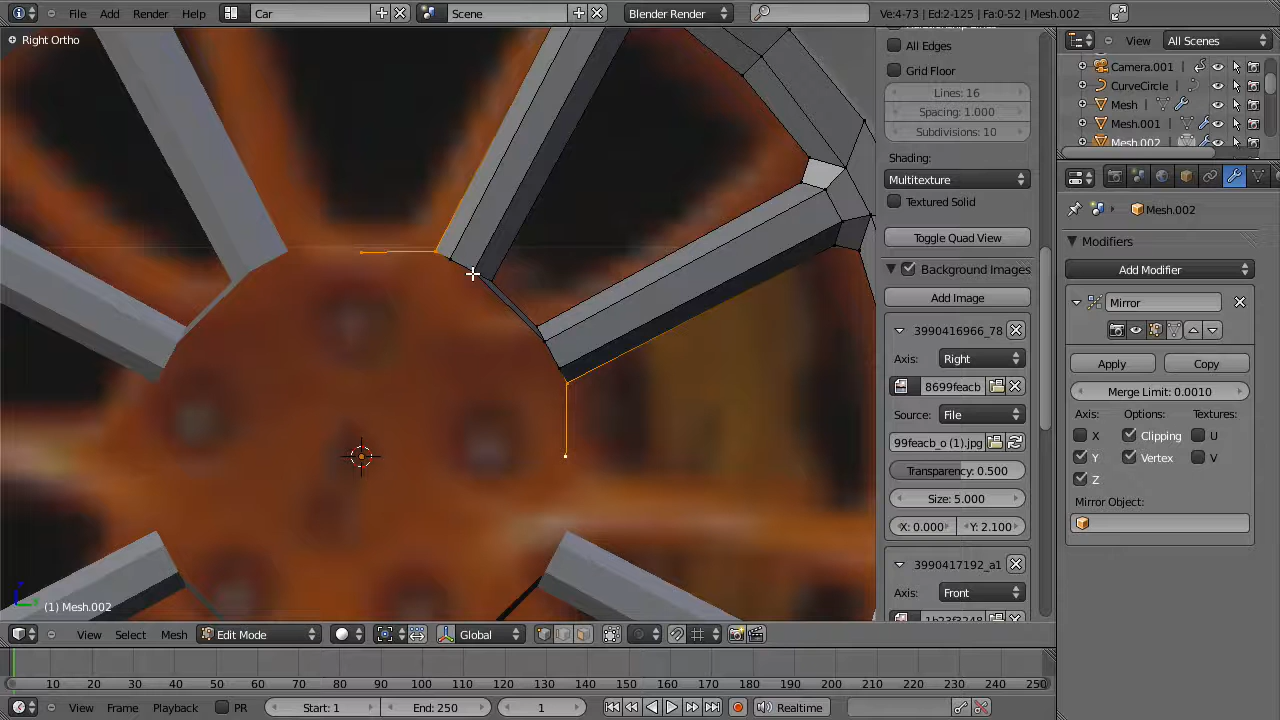 File Add Render Help Car Scene Blender Render Ve:4-73 | Ed:2-125 | Fa:0-52 | Mesh.002
Right Ortho
View All Scenes
Camera.001
CurveCircle
Mesh
Mesh.001
Mesh.002
All Edges
Grid Floor
Lines: 16
Spacing: 1.000
Subdivisions: 10
Shading:
Multitexture
Textured Solid
Toggle Quad View
Background Images
Add Image
3990416966_78
Axis: Right
8699feacb
Source: File
99feacb_o (1).jpg
Transparency: 0.500
Size: 5.000
X: 0.000 Y: 2.100
3990417192_a1
Axis: Front
Mesh.002
Modifiers
Add Modifier
Mirror
Apply Copy
Merge Limit: 0.0010
Axis: Options: Textures:
X Clipping U
Y Vertex V
Z
Mirror Object:
(1) Mesh.002
View Select Mesh Edit Mode Global
10 20 30 40 50 60 70 80 90 100 110 120 130 140 150 160 170 180 190 200 210 220 230 240 250
View Frame Playback PR Start: 1 End: 250 1 Realtime